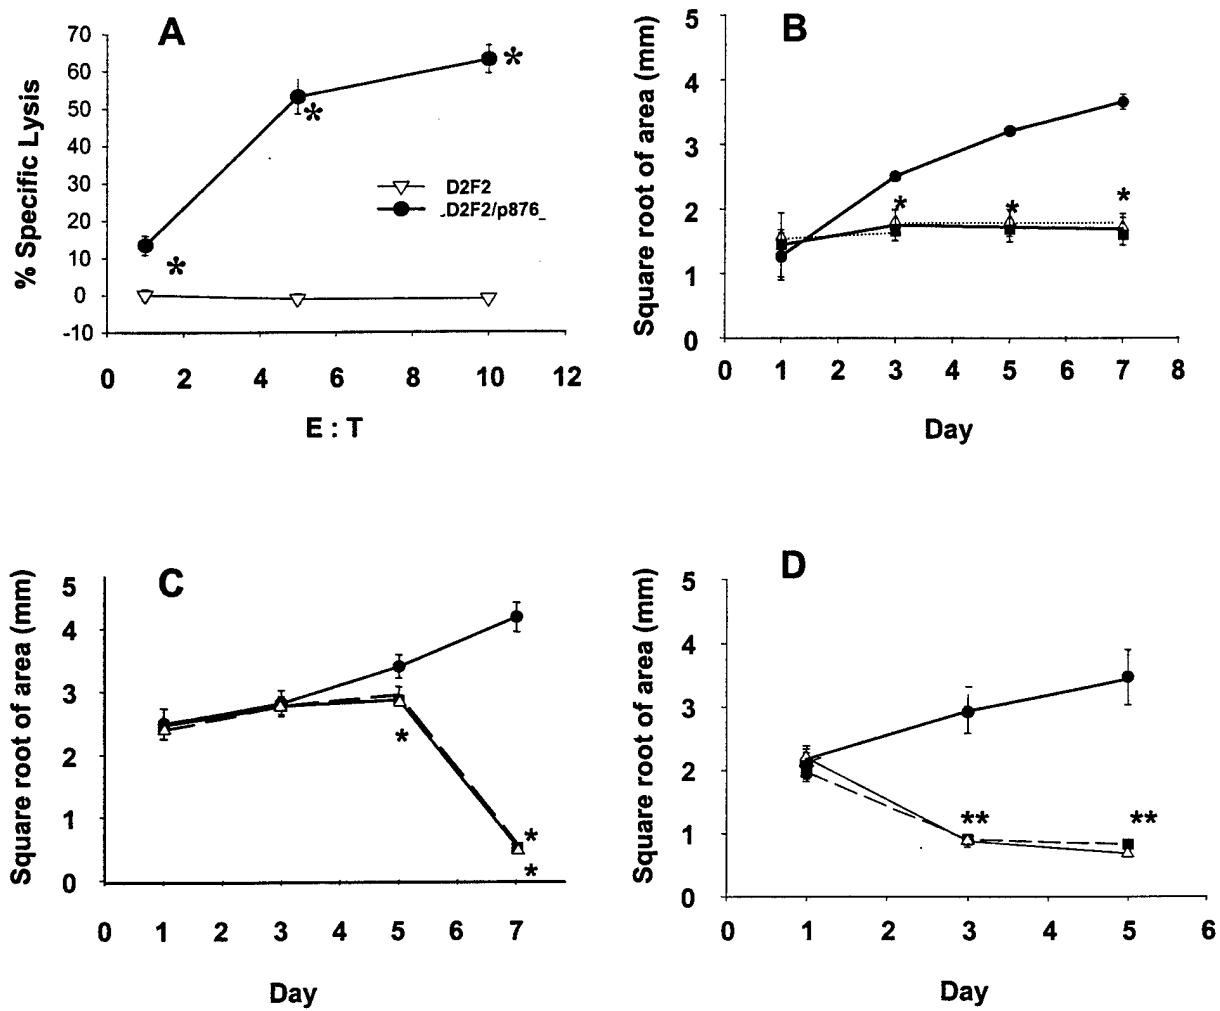 A
% Specific Lysis
70
60
50
40
30
20
10
0
-10
*
*
*
D2F2
D2F2/p876
0 2 4 6 8 10 12
E : T
B
Square root of area (mm)
5
4
3
2
1
0
* * *
0 1 2 3 4 5 6 7 8
Day
C
Square root of area (mm)
5
4
3
2
1
0
*
*
*
0 1 2 3 4 5 6 7
Day
D
Square root of area (mm)
5
4
3
2
1
0
** **
0 1 2 3 4 5 6
Day